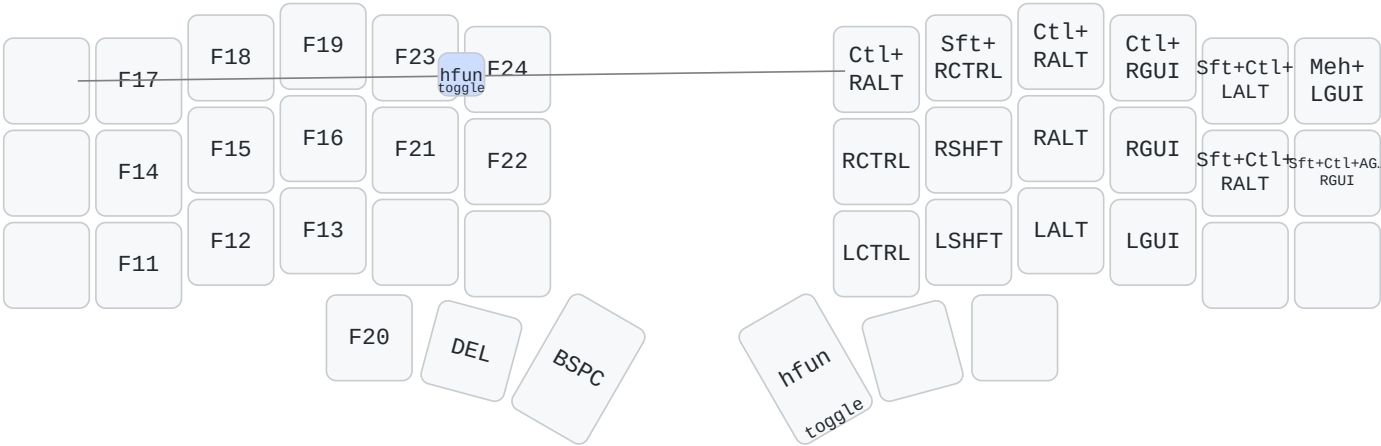 F17
F18
F19
F23
hfun
toggle
F24
Ctl+
RALT
Sft+
RCTRL
Ctl+
RALT
Ctl+
RGUI
Sft+Ctl+
LALT
Meh+
LGUI
F14
F15
F16
F21
F22
RCTRL
RSHFT
RALT
RGUI
Sft+Ctl+
RALT
Sft+Ctl+AG…
RGUI
F11
F12
F13
LCTRL
LSHFT
LALT
LGUI
F20
DEL
BSPC
hfun
toggle